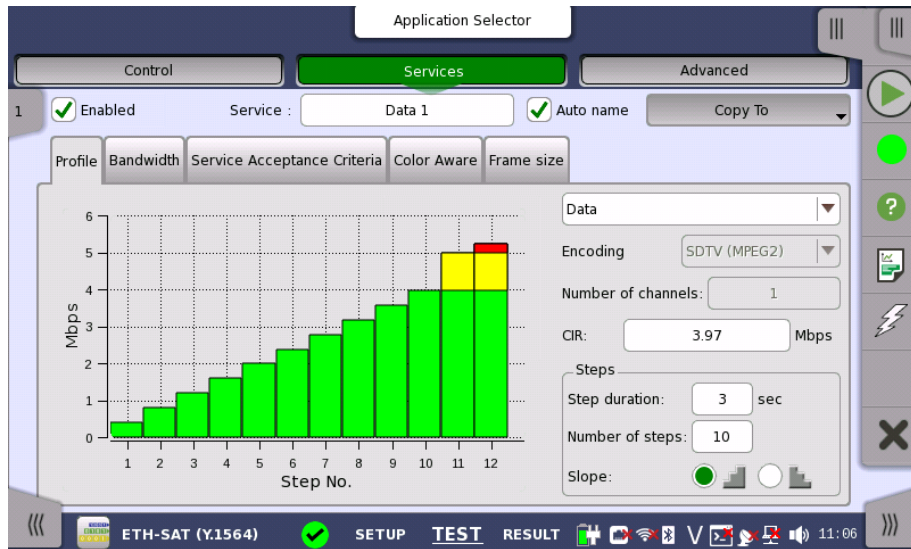 Application Selector
Control Services Advanced
1 Enabled Service : Data 1 Auto name Copy To
Profile Bandwidth Service Acceptance Criteria Color Aware Frame size
Data
Encoding SDTV (MPEG2)
Number of channels: 1
CIR: 3.97 Mbps
Steps
Step duration: 3 sec
Number of steps: 10
Slope:
6
5
4
3
2
1
0
Mbps
1 2 3 4 5 6 7 8 9 10 11 12
Step No.
ETH-SAT (Y.1564) SETUP TEST RESULT V 11:06